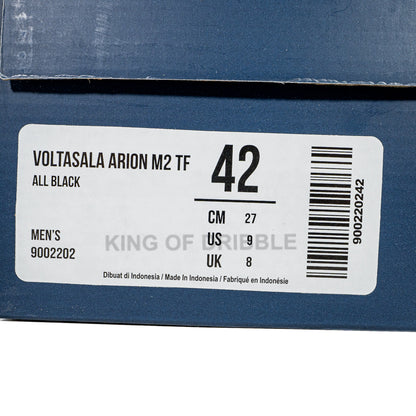 VOLTASALA ARION M2 TF
ALL BLACK
42
CM 27
US 9
UK 8
MEN'S
9002202
KING OF DRIBBLE
Dibuat di Indonesia / Made In Indonesia / Fabriqué en Indonésie
900220242